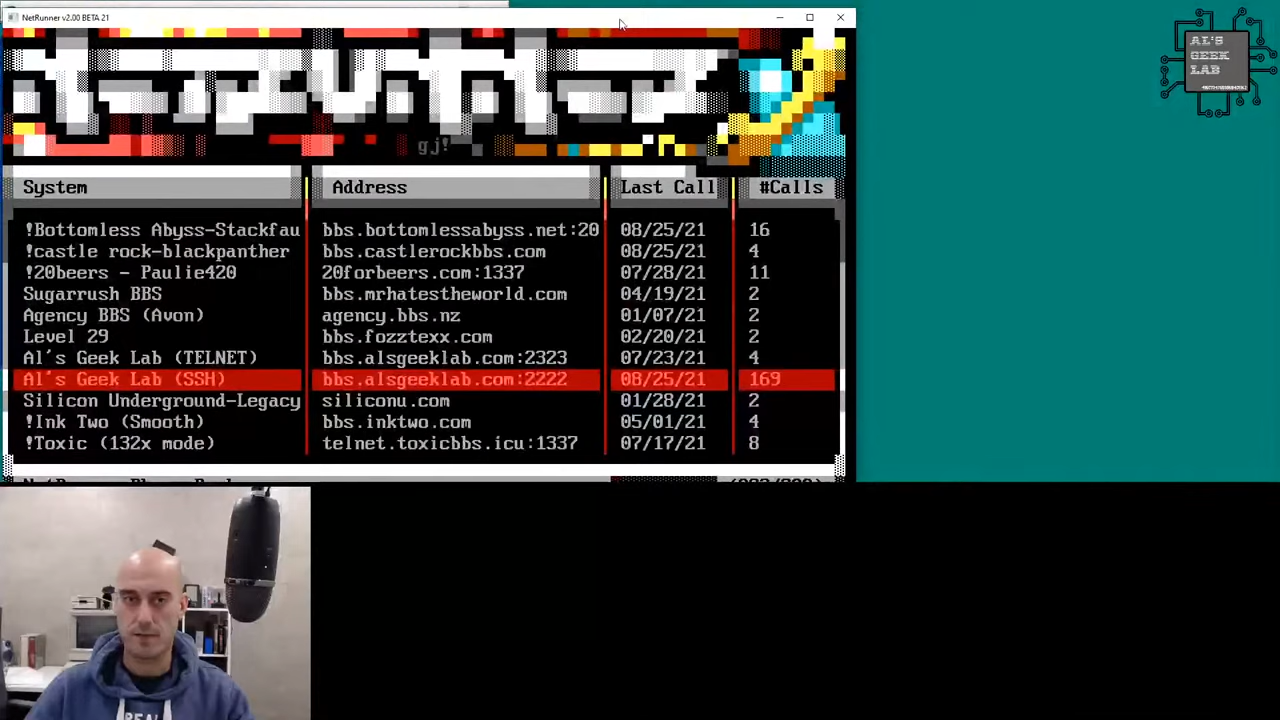 NetRunner v2.00 BETA 21
AL'S
GEEK
LAB
gj!
System Address Last Call #Calls
!Bottomless Abyss-Stackfau bbs.bottomlessabyss.net:20 08/25/21 16
!castle rock-blackpanther bbs.castlerockbbs.com 08/25/21 4
!20beers - Paulie420 20forbeers.com:1337 07/28/21 11
Sugarrush BBS bbs.mrhatestheworld.com 04/19/21 2
Agency BBS (Avon) agency.bbs.nz 01/07/21 2
Level 29 bbs.fozztexx.com 02/20/21 2
Al's Geek Lab (TELNET) bbs.alsgeeklab.com:2323 07/23/21 4
Al's Geek Lab (SSH) bbs.alsgeeklab.com:2222 08/25/21 169
Silicon Underground-Legacy siliconu.com 01/28/21 2
!Ink Two (Smooth) bbs.inktwo.com 05/01/21 4
!Toxic (132x mode) telnet.toxicbbs.icu:1337 07/17/21 8
REAL